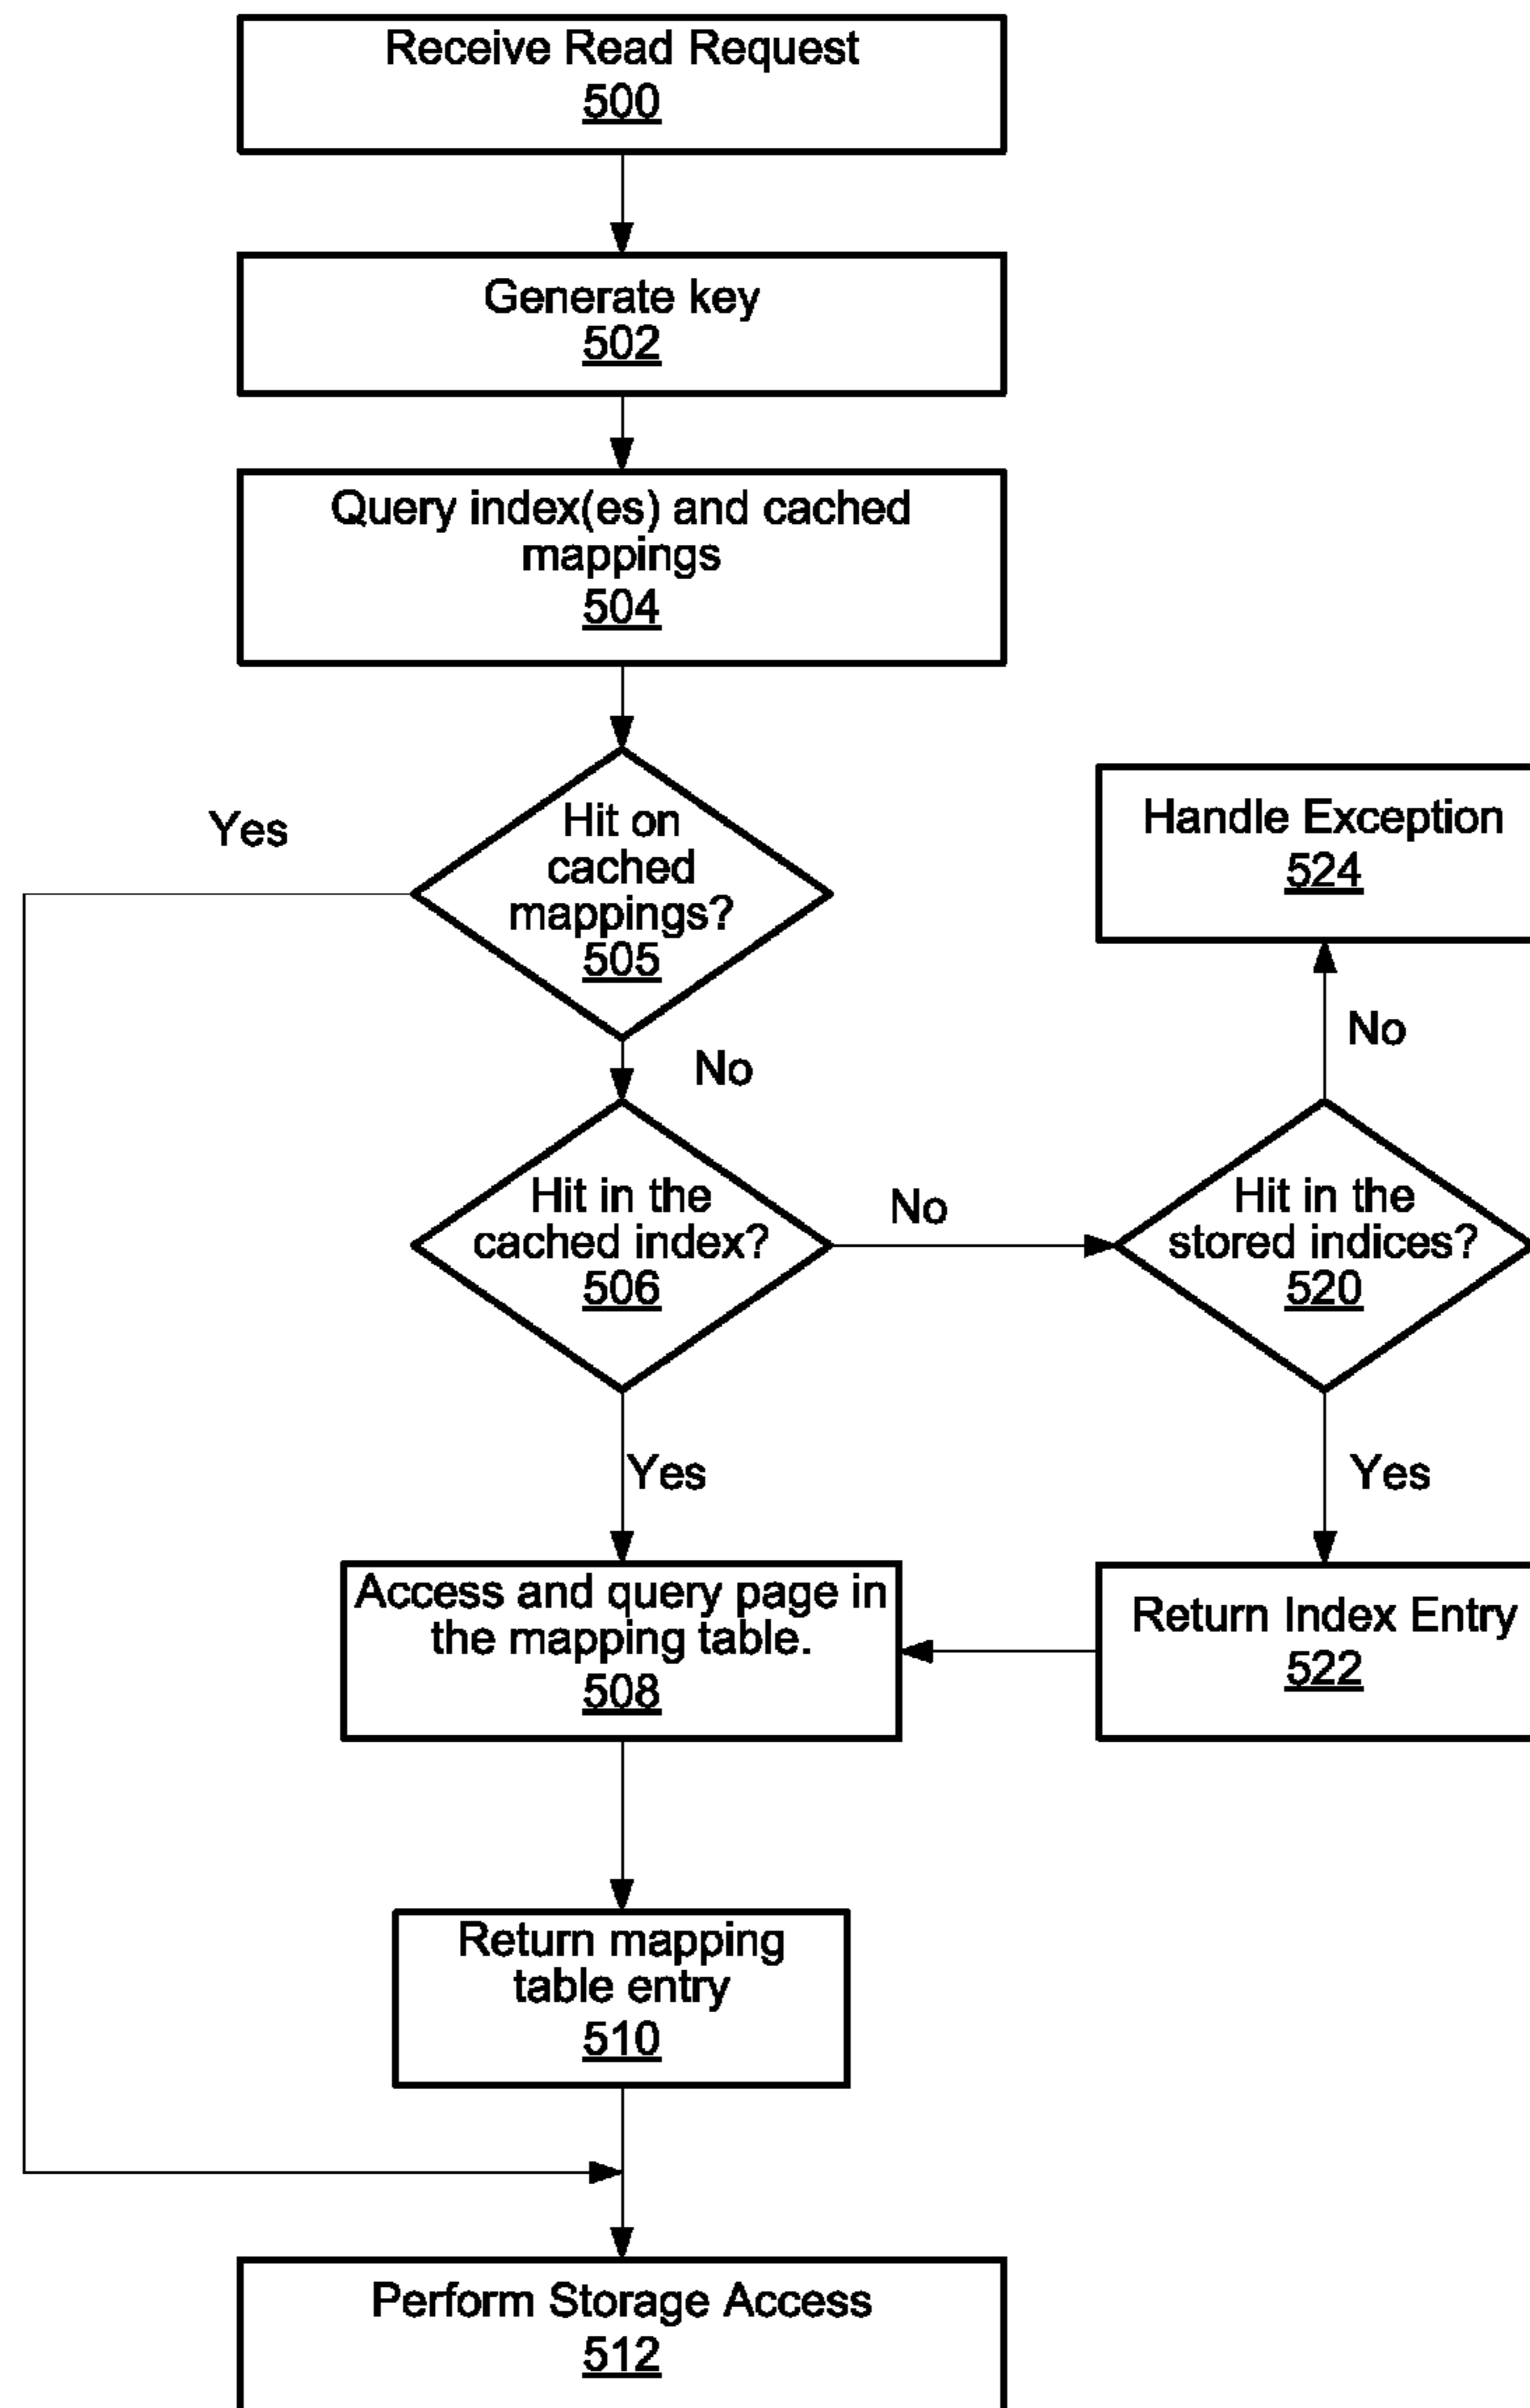 Receive Read Request
500
Generate key
502
Query index(es) and cached
mappings
504
Yes
Hit on
cached
mappings?
505
Handle Exception
524
No
No
Hit in the
cached index?
506
No
Hit in the
stored indices?
520
Yes
Yes
Access and query page in
the mapping table.
508
Return Index Entry
522
Return mapping
table entry
510
Perform Storage Access
512